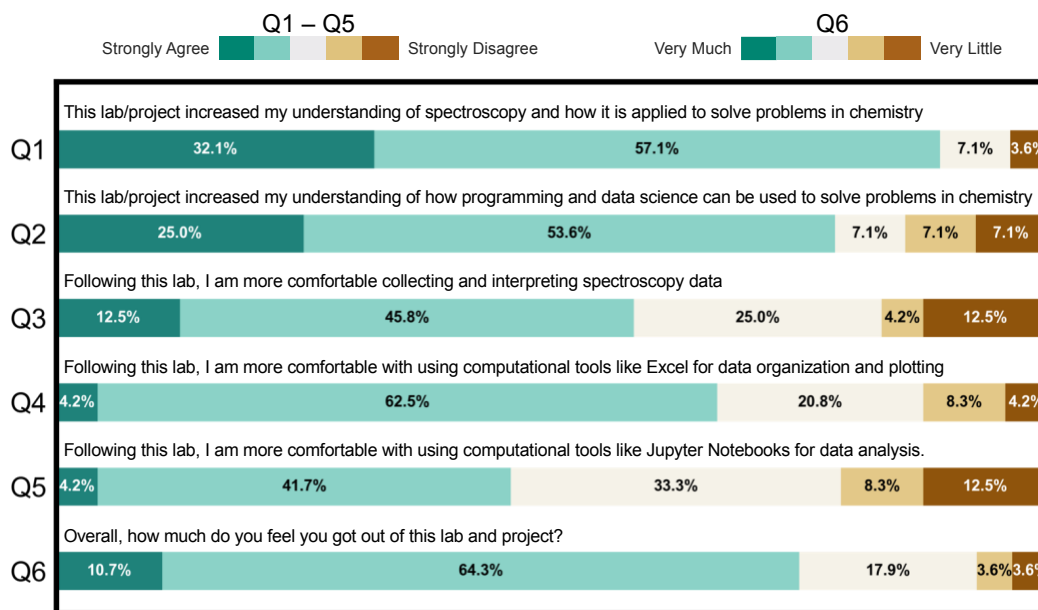 Q1 – Q5
Q6
Strongly Agree
Strongly Disagree
Very Much
Very Little
This lab/project increased my understanding of spectroscopy and how it is applied to solve problems in chemistry
Q1
32.1%
57.1%
7.1%
3.6%
This lab/project increased my understanding of how programming and data science can be used to solve problems in chemistry
Q2
25.0%
53.6%
7.1%
7.1%
7.1%
Following this lab, I am more comfortable collecting and interpreting spectroscopy data
Q3
12.5%
45.8%
25.0%
4.2%
12.5%
Following this lab, I am more comfortable with using computational tools like Excel for data organization and plotting
Q4
4.2%
62.5%
20.8%
8.3%
4.2%
Following this lab, I am more comfortable with using computational tools like Jupyter Notebooks for data analysis.
Q5
4.2%
41.7%
33.3%
8.3%
12.5%
Overall, how much do you feel you got out of this lab and project?
Q6
10.7%
64.3%
17.9%
3.6%
3.6%